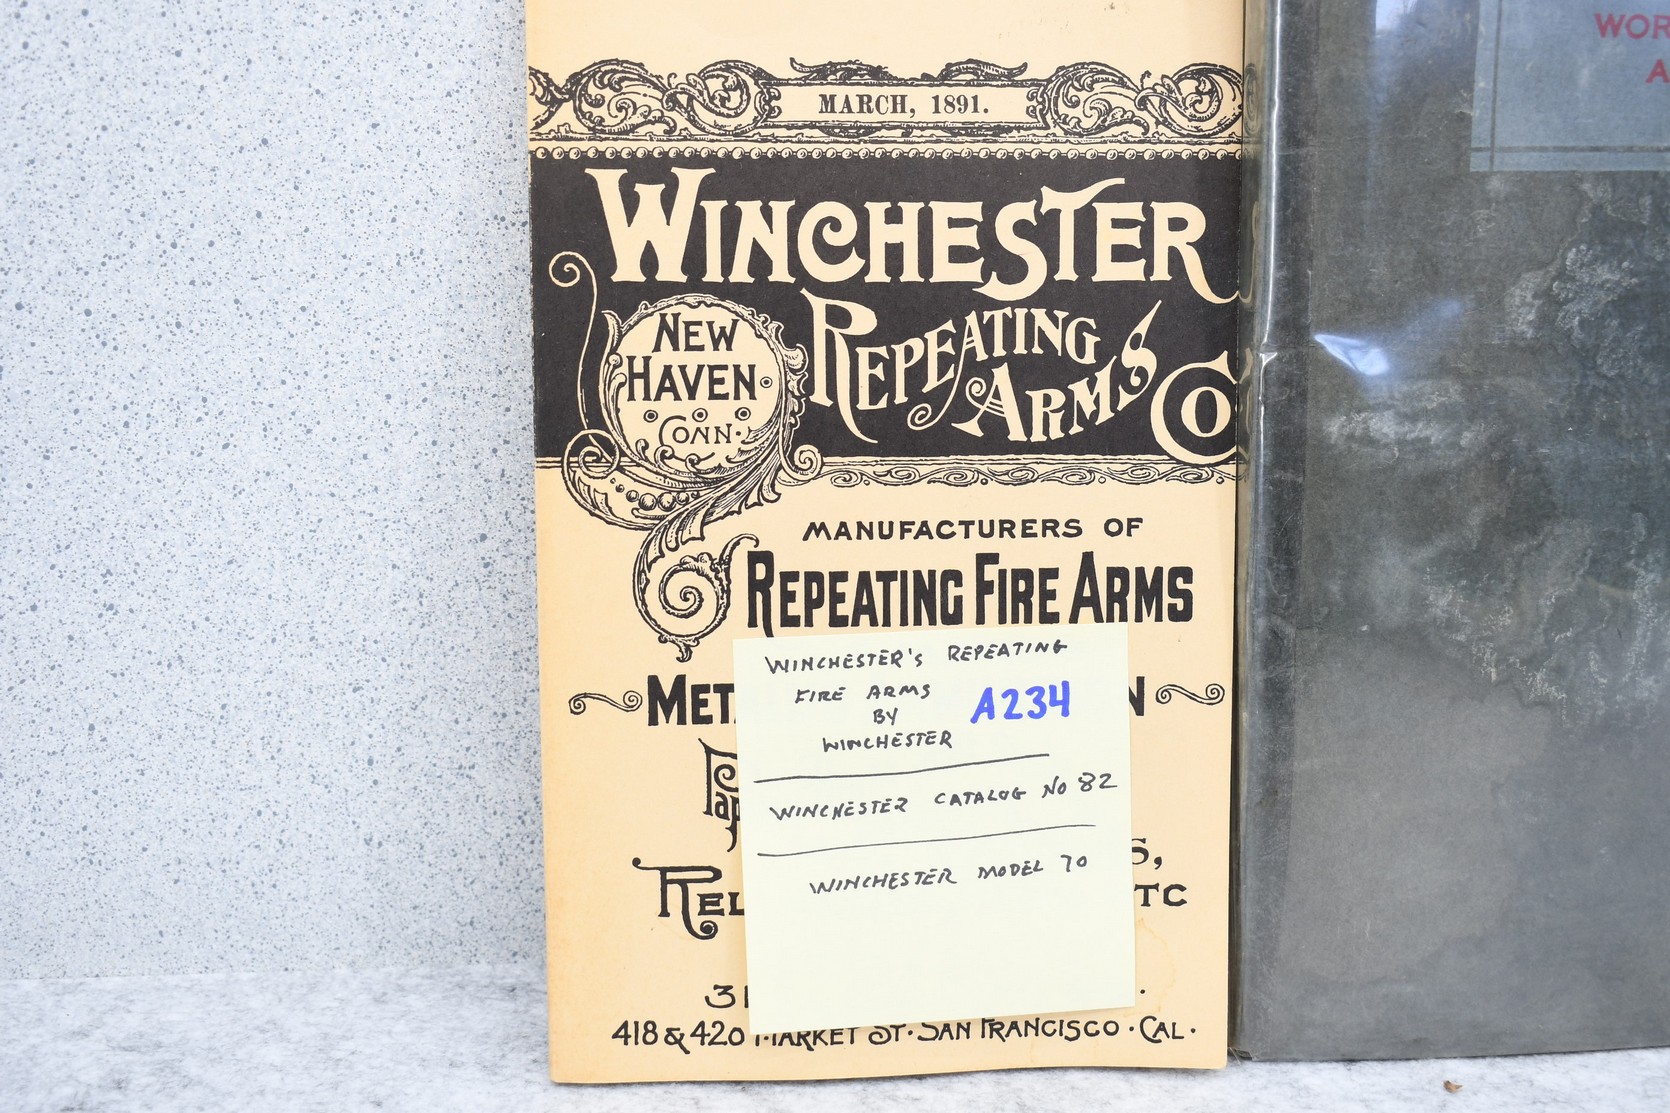 MARCH, 1891.
WINCHESTER
REPEATING
ARMS CO
NEW
HAVEN
CONN.
MANUFACTURERS OF
REPEATING FIRE ARMS
WINCHESTER'S REPEATING
FIRE ARMS
BY
WINCHESTER
A234
WINCHESTER CATALOG NO 82
WINCHESTER MODEL 70
418 & 420 MARKET ST. SAN FRANCISCO . CAL.